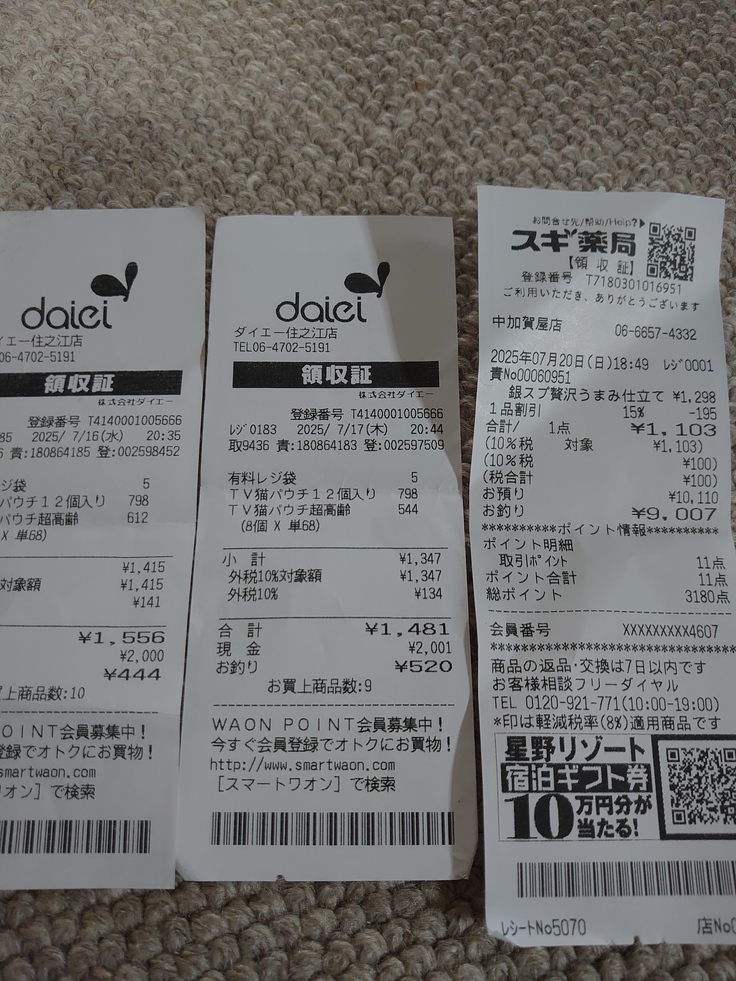 daiei
イエー住之江店
06-4702-5191
領収証
株式会社ダイエー
登録番号 T4140001005666
85 2025/ 7/16(水) 20:35
6 責:180864185 登:002598452
ジ袋 5
パウチ12個入り 798
パウチ超高齢 612
X 単68)
¥1,415
対象額 ¥1,415
¥141
¥1,556
¥2,000
¥444
買上商品数:10
POINT会員募集中!
登録でオトクにお買物!
smartwaon.com
オン]で検索
daiei
ダイエー住之江店
TEL06-4702-5191
領収証
株式会社ダイエー
登録番号 T4140001005666
レジ0183 2025/ 7/17(木) 20:44
取9436 責:180864183 登:002597509
有料レジ袋 5
TV猫パウチ12個入り 798
TV猫パウチ超高齢 544
(8個 X 単68)
小 計 ¥1,347
外税10%対象額 ¥1,347
外税10% ¥134
合 計 ¥1,481
現 金 ¥2,001
お釣り ¥520
お買上商品数:9
WAON POINT会員募集中!
今すぐ会員登録でオトクにお買物!
http://www.smartwaon.com
[スマートワオン]で検索
お問合せ先/帮助/Help?▶
スギ薬局
【領 収 証】
登録番号 T7180301016951
ご利用いただき、ありがとうございます
中加賀屋店 06-6657-4332
2025年07月20日(日)18:49 レジ0001
責No00060951
銀スプ贅沢うまみ仕立て ¥1,298
1品割引 15% -195
合計/ 1点 ¥1,103
(10%税 対象 ¥1,103)
(10%税 ¥100)
(税合計 ¥100)
お預り ¥10,110
お釣り ¥9,007
**********ポイント情報**********
ポイント明細
取引ポイント 11点
ポイント合計 11点
総ポイント 3180点
会員番号 XXXXXXXXX4607
商品の返品・交換は7日以内です
お客様相談フリーダイヤル
TEL 0120-921-771(10:00-19:00)
*印は軽減税率(8%)適用商品です
星野リゾート
宿泊ギフト券
10万円分が
当たる!
レシートNo5070 店No